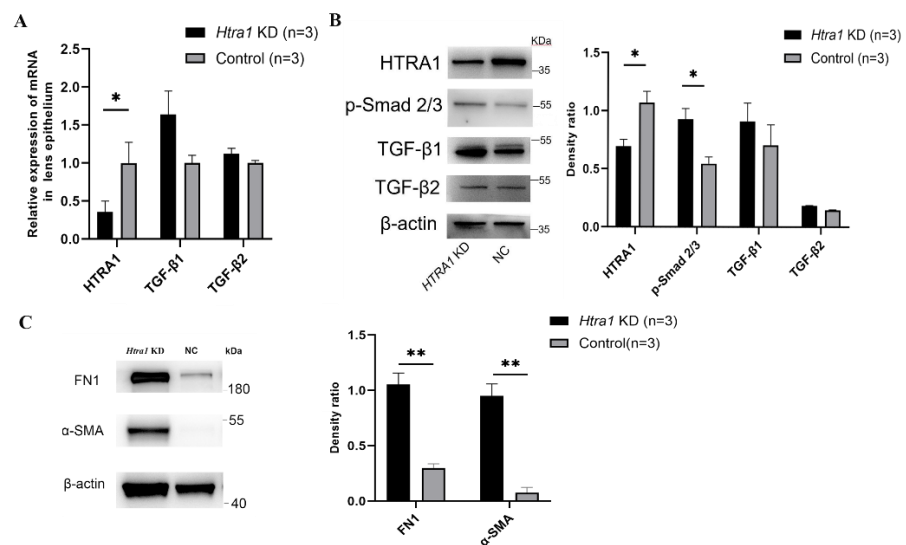 A
Htra1 KD (n=3)
Control (n=3)
Relative expression of mRNA
in lens epithelium
2.5
2.0
1.5
1.0
0.5
0.0
*
HTRA1
TGF-β1
TGF-β2
B
KDa
HTRA1
35
p-Smad 2/3
55
TGF-β1
55
35
TGF-β2
55
β-actin
35
HTRA1 KD
NC
Htra1 KD (n=3)
Control (n=3)
Density ratio
1.5
1.0
0.5
0.0
*
*
HTRA1
p-Smad 2/3
TGF-β1
TGF-β2
C
Htra1 KD NC kDa
FN1
180
α-SMA
55
β-actin
40
Htra1 KD (n=3)
Control(n=3)
Density ratio
1.5
1.0
0.5
0.0
**
**
FN1
α-SMA